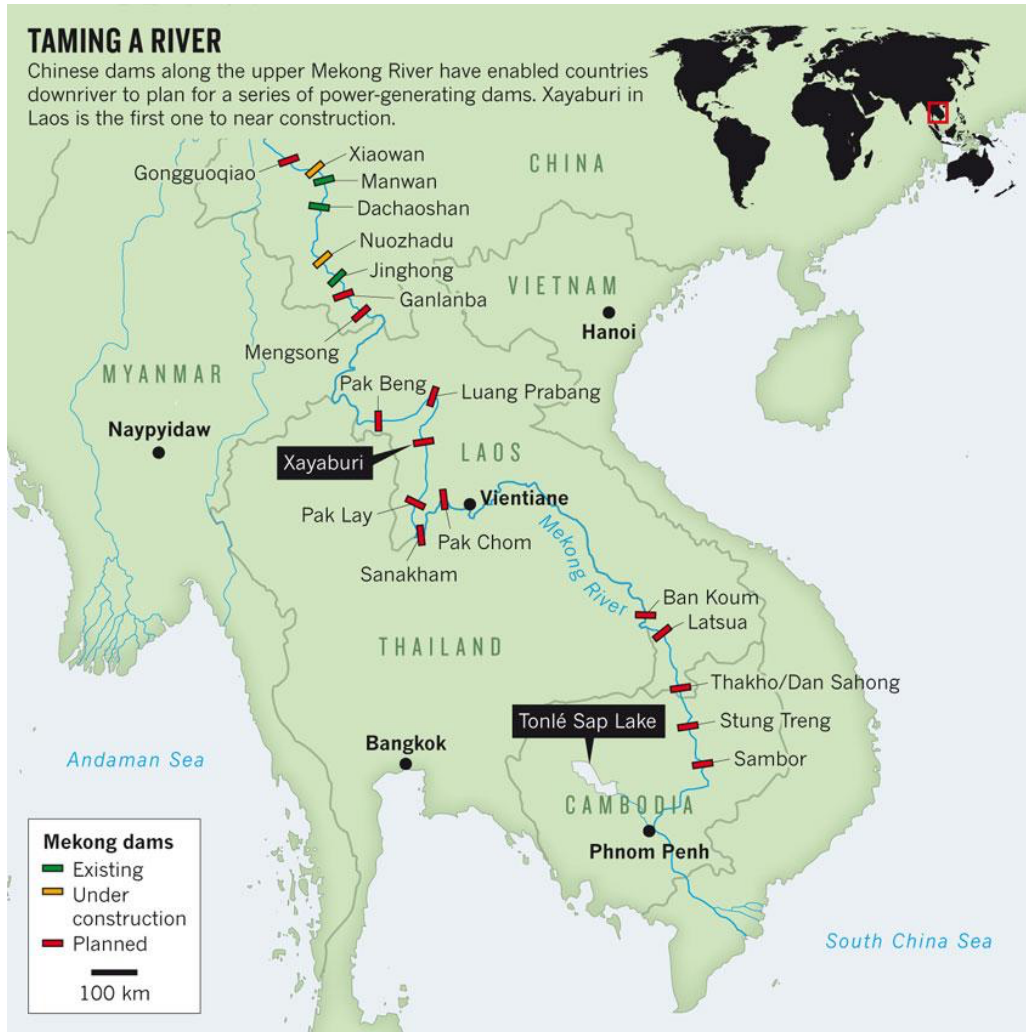 TAMING A RIVER
Chinese dams along the upper Mekong River have enabled countries
downriver to plan for a series of power-generating dams. Xayaburi in
Laos is the first one to near construction.
Xiaowan
Gongguoqiao
CHINA
Manwan
Dachaoshan
Nuozhadu
Jinghong
VIETNAM
Ganlanba
Hanoi
Mengsong
MYANMAR
Pak Beng
Luang Prabang
Naypyidaw
LAOS
Xayaburi
Vientiane
Pak Lay
Pak Chom
Mekong River
Sanakham
Ban Koum
Latsua
THAILAND
Thakho/Dan Sahong
Tonlé Sap Lake
Stung Treng
Bangkok
Andaman Sea
Sambor
CAMBODIA
Phnom Penh
Mekong dams
Existing
Under
construction
Planned
100 km
South China Sea